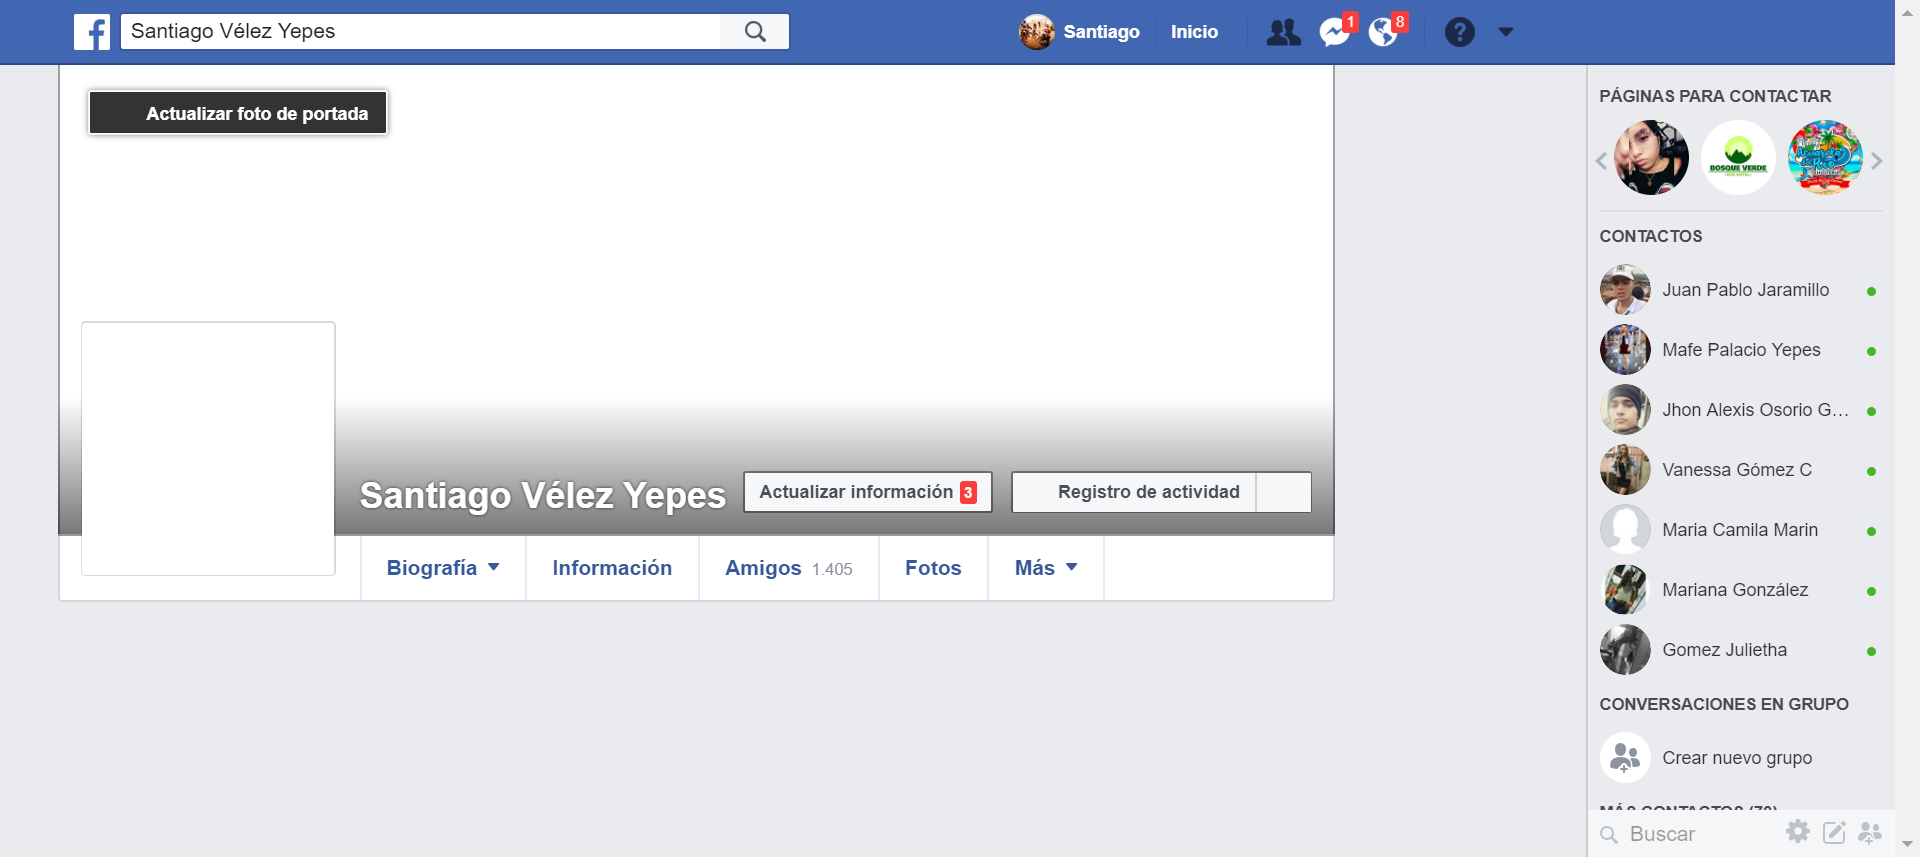 Santiago Vélez Yepes
Santiago
Inicio
1
8
?
Actualizar foto de portada
Santiago Vélez Yepes
Actualizar información 3
Registro de actividad
Biografía
Información
Amigos 1.405
Fotos
Más
PÁGINAS PARA CONTACTAR
BOSQUE VERDE
CONTACTOS
Juan Pablo Jaramillo
Mafe Palacio Yepes
Jhon Alexis Osorio G...
Vanessa Gómez C
Maria Camila Marin
Mariana González
Gomez Julietha
CONVERSACIONES EN GRUPO
Crear nuevo grupo
MÁS CONTACTOS (70)
Buscar